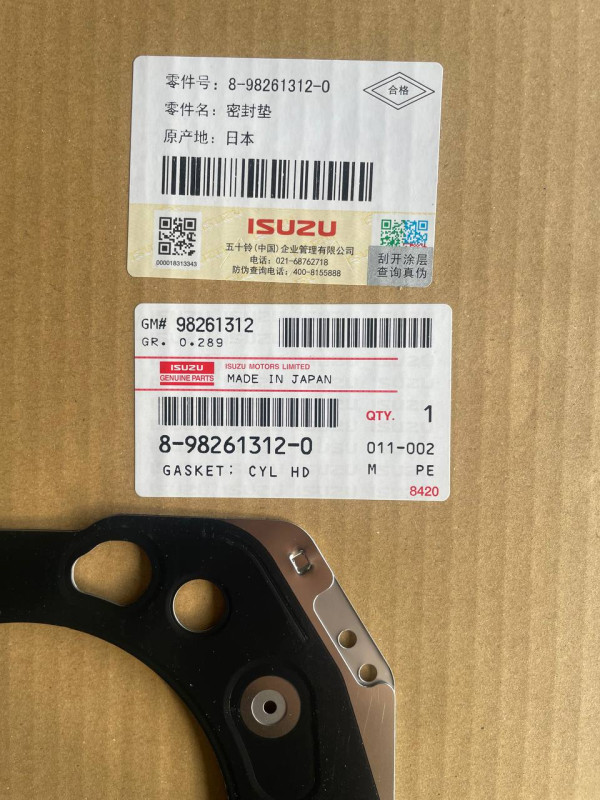 零件号: 8-98261312-0
合格
零件名: 密封垫
原产地: 日本
ISUZU
五十铃(中国)企业管理有限公司
电话: 021-68762718
防伪查询电话: 400-8155888
000018313343
刮开涂层
查询真伪
GM# 98261312
GR. 0.289
ISUZU
GENUINE PARTS
ISUZU MOTORS LIMITED
MADE IN JAPAN
QTY. 1
8-98261312-0
011-002
GASKET: CYL HD
M PE
8420